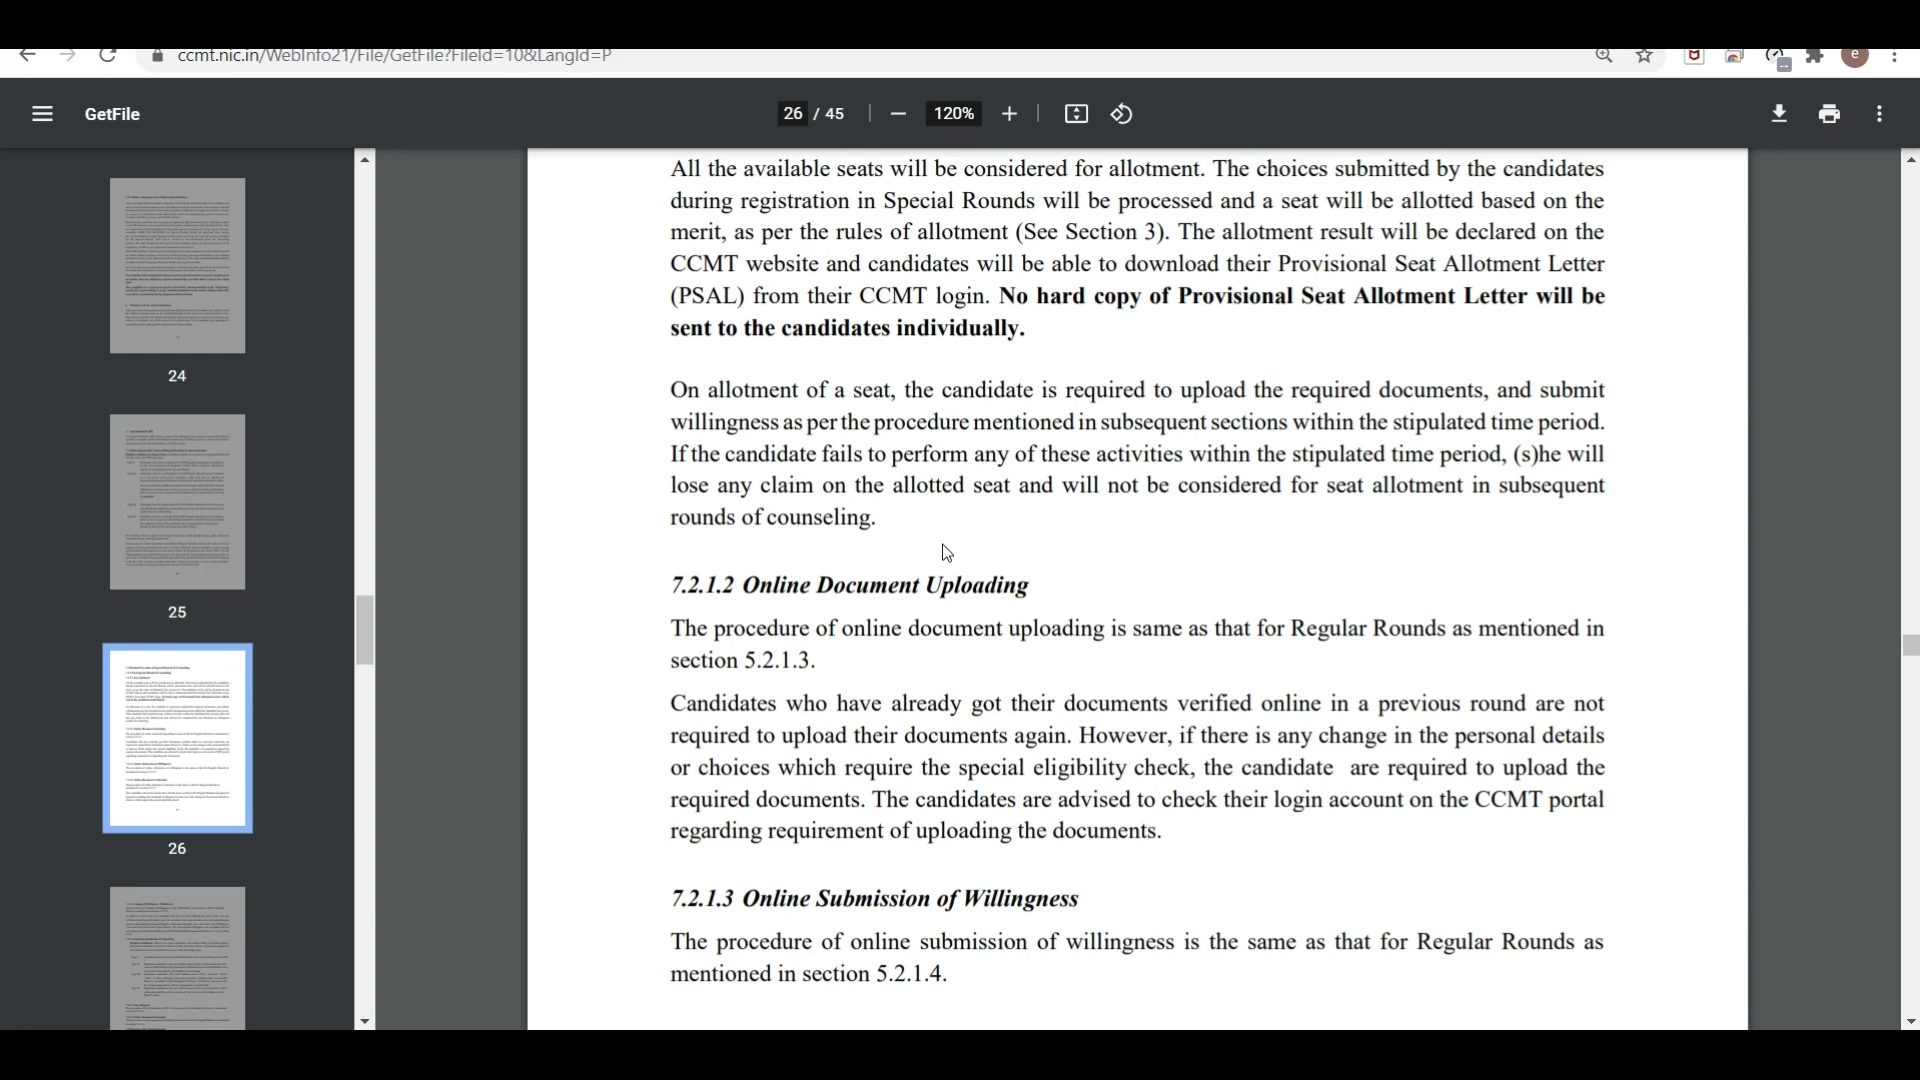 ccmt.nic.in/WebInfo21/File/GetFile?FileId=10&LangId=P
e
GetFile
26 / 45
120%
24
25
26
All the available seats will be considered for allotment. The choices submitted by the candidates
during registration in Special Rounds will be processed and a seat will be allotted based on the
merit, as per the rules of allotment (See Section 3). The allotment result will be declared on the
CCMT website and candidates will be able to download their Provisional Seat Allotment Letter
(PSAL) from their CCMT login. No hard copy of Provisional Seat Allotment Letter will be
sent to the candidates individually.
On allotment of a seat, the candidate is required to upload the required documents, and submit
willingness as per the procedure mentioned in subsequent sections within the stipulated time period.
If the candidate fails to perform any of these activities within the stipulated time period, (s)he will
lose any claim on the allotted seat and will not be considered for seat allotment in subsequent
rounds of counseling.
7.2.1.2 Online Document Uploading
The procedure of online document uploading is same as that for Regular Rounds as mentioned in
section 5.2.1.3.
Candidates who have already got their documents verified online in a previous round are not
required to upload their documents again. However, if there is any change in the personal details
or choices which require the special eligibility check, the candidate are required to upload the
required documents. The candidates are advised to check their login account on the CCMT portal
regarding requirement of uploading the documents.
7.2.1.3 Online Submission of Willingness
The procedure of online submission of willingness is the same as that for Regular Rounds as
mentioned in section 5.2.1.4.